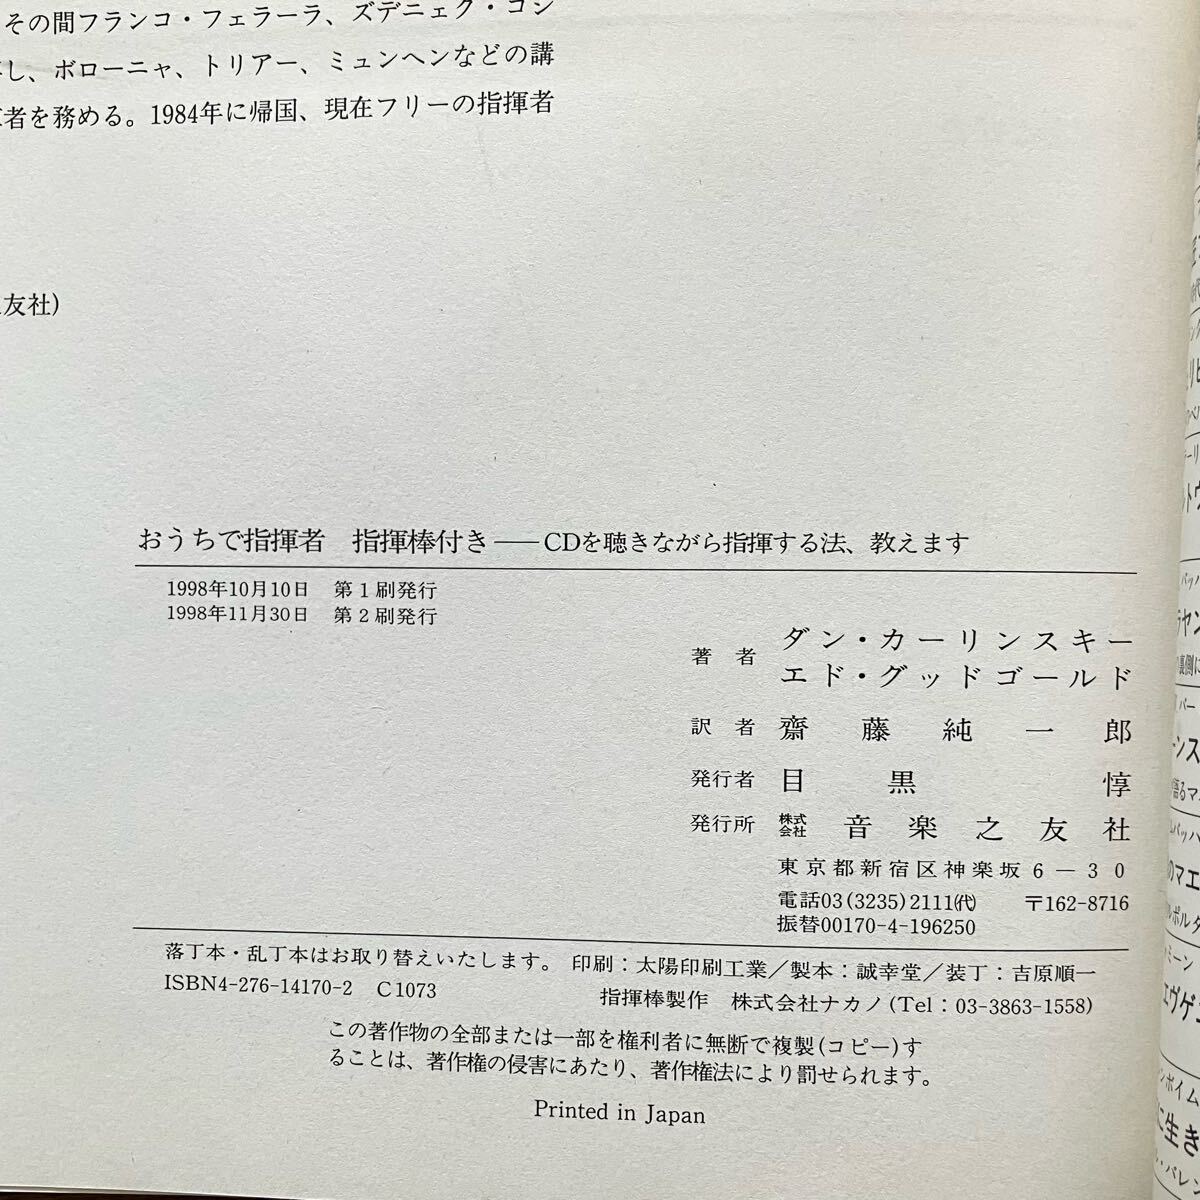 その間フランコ・フェラーラ、ズデニェク・コシ
し、ボローニャ、トリアー、ミュンヘンなどの講
者を務める。1984年に帰国、現在フリーの指揮者
友社)
おうちで指揮者　指揮棒付き――CDを聴きながら指揮する法、教えます
1998年10月10日　第1刷発行
1998年11月30日　第2刷発行
著者　ダン・カーリンスキー
エド・グッドゴールド
訳者　齋藤純一郎
発行者　目黒惇
発行所　株式会社　音楽之友社
東京都新宿区神楽坂6－30
電話03(3235)2111(代)　〒162-8716
振替00170-4-196250
落丁本・乱丁本はお取り替えいたします。　印刷：太陽印刷工業／製本：誠幸堂／装丁：吉原順一
ISBN4-276-14170-2　C1073　指揮棒製作　株式会社ナカノ(Tel：03-3863-1558)
この著作物の全部または一部を権利者に無断で複製(コピー)す
ることは、著作権の侵害にあたり、著作権法により罰せられます。
Printed in Japan